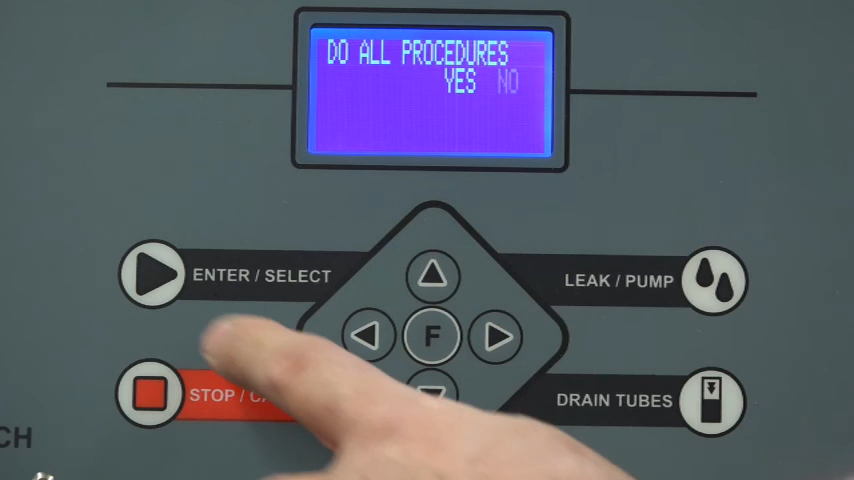 DO ALL PROCEDURES
YES NO
ENTER / SELECT
LEAK / PUMP
F
STOP /
DRAIN TUBES
CH